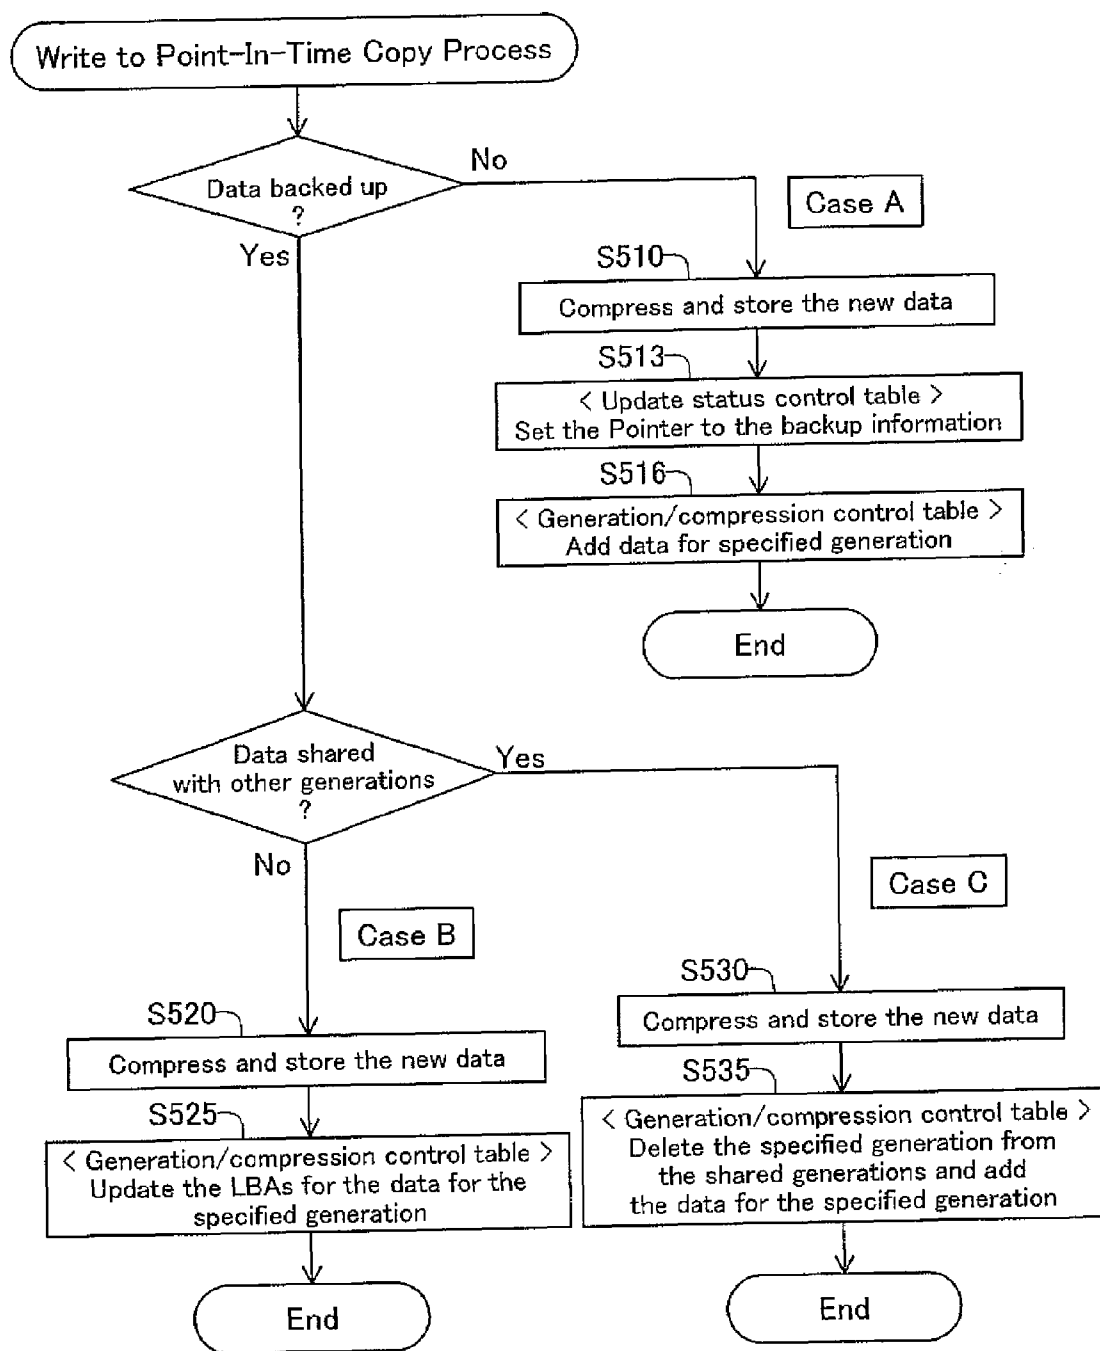 Write to Point-In-Time Copy Process
Data backed up
?
No
Yes
Case A
S510
Compress and store the new data
S513
< Update status control table >
Set the Pointer to the backup information
S516
< Generation/compression control table >
Add data for specified generation
End
Data shared
with other generations
?
Yes
No
Case B
S520
Compress and store the new data
S525
< Generation/compression control table >
Update the LBAs for the data for the
specified generation
End
Case C
S530
Compress and store the new data
S535
< Generation/compression control table >
Delete the specified generation from
the shared generations and add
the data for the specified generation
End